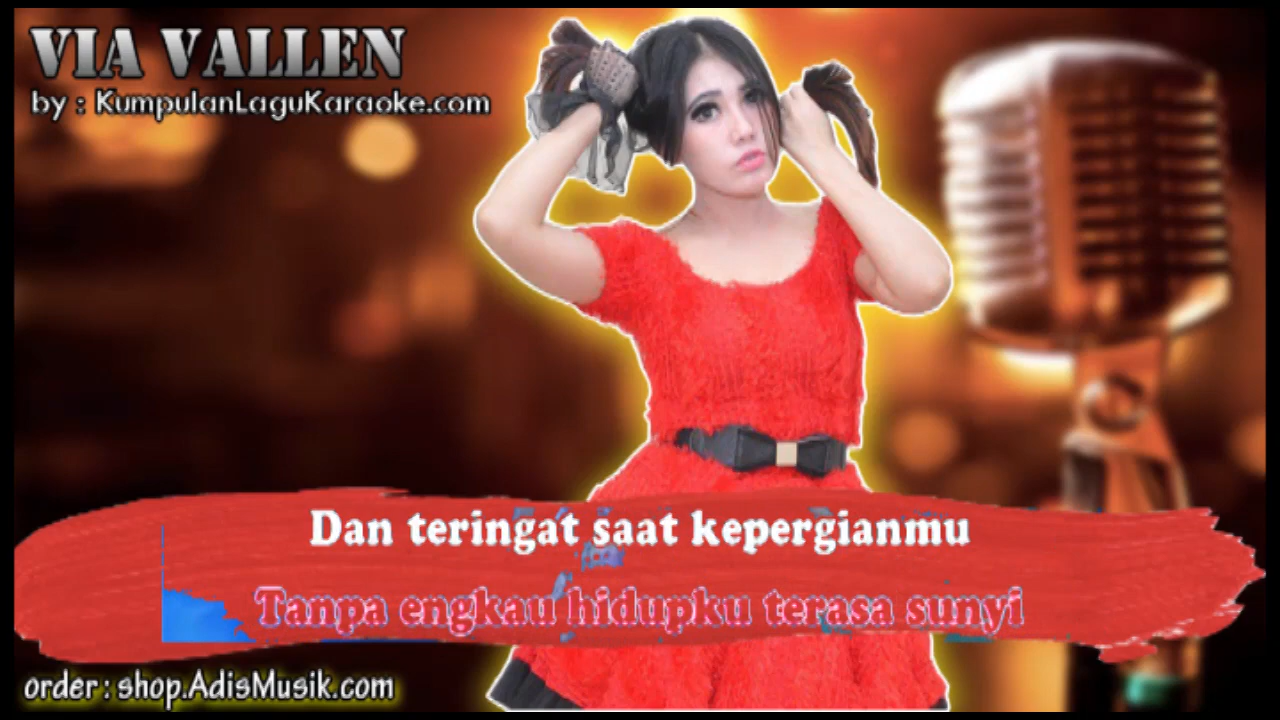 VIA VALLEN
by : KumpulanLaguKaraoke.com
Dan teringat saat kepergianmu
Tanpa engkau hidupku terasa sunyi
order : shop.AdisMusik.com